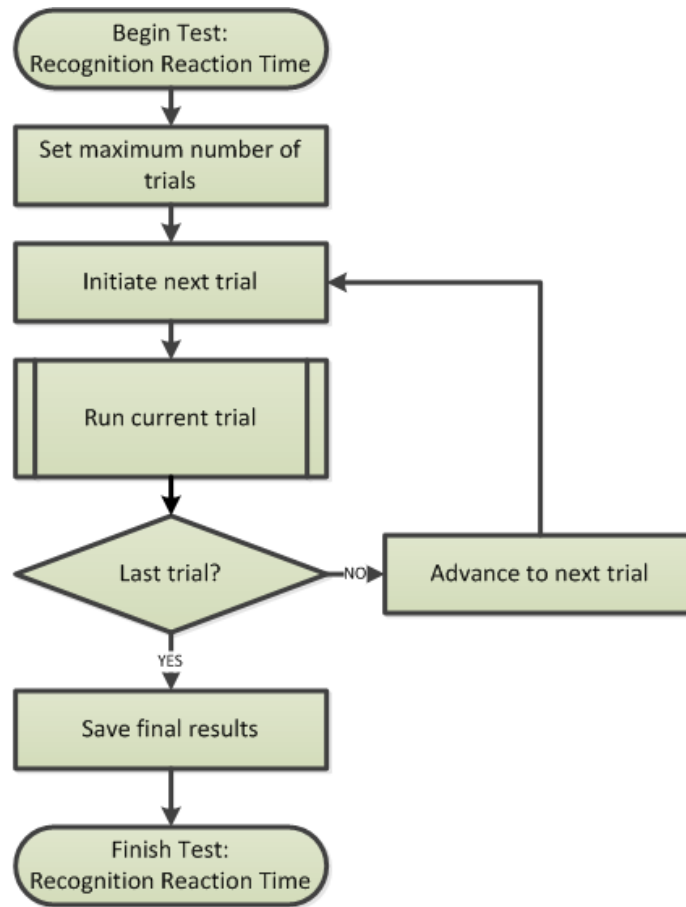 Begin Test:
Recognition Reaction Time
Set maximum number of
trials
Initiate next trial
Run current trial
Last trial?
NO
Advance to next trial
YES
Save final results
Finish Test:
Recognition Reaction Time